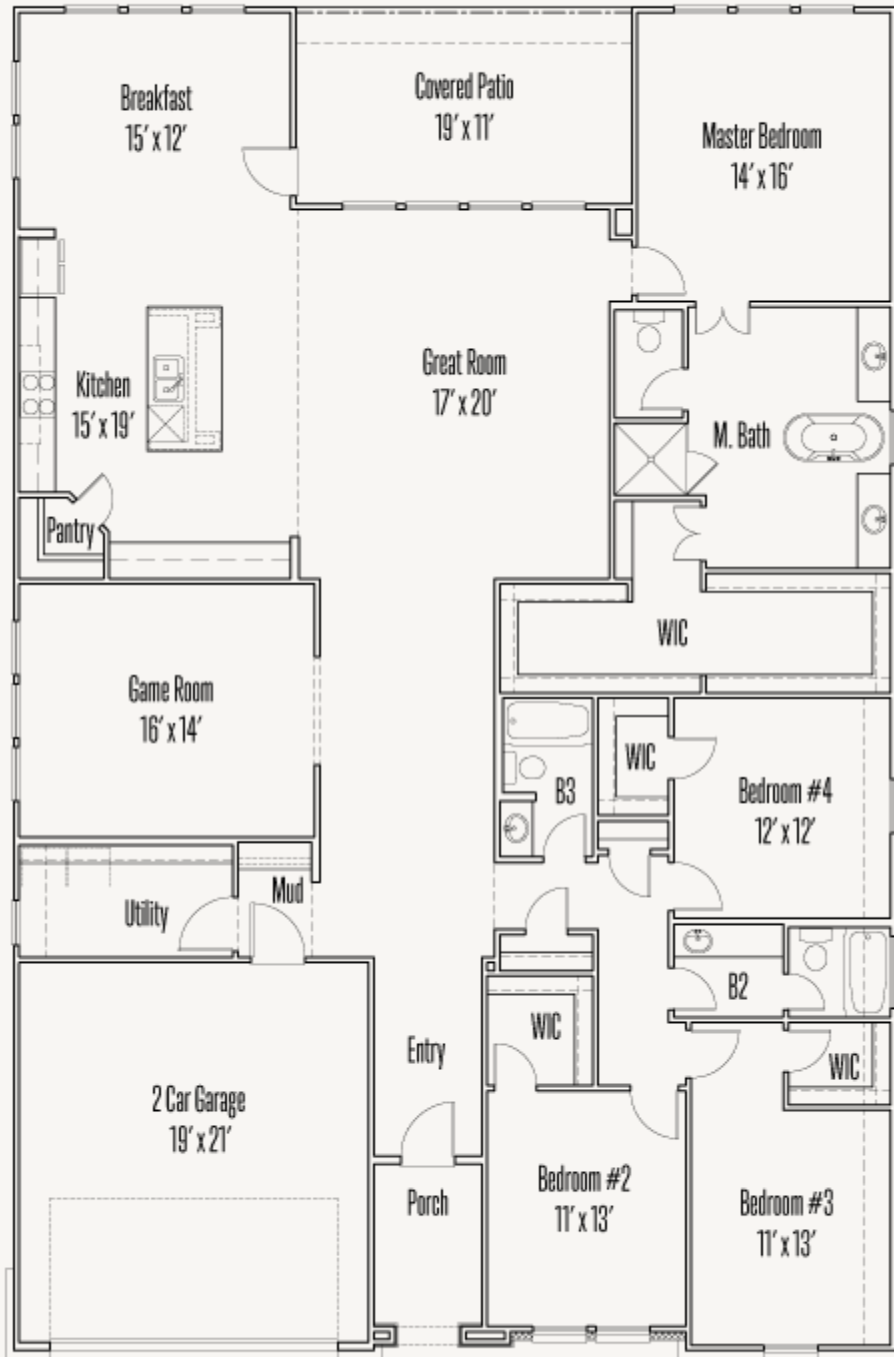 Breakfast
15′ x 12′
Covered Patio
19′ x 11′
Master Bedroom
14′ x 16′
Great Room
17′ x 20′
Kitchen
15′ x 19′
M. Bath
Pantry
WIC
Game Room
16′ x 14′
WIC
B3
Bedroom #4
12′ x 12′
Mud
Utility
B2
WIC
Entry
WIC
2 Car Garage
19′ x 21′
Porch
Bedroom #2
11′ x 13′
Bedroom #3
11′ x 13′